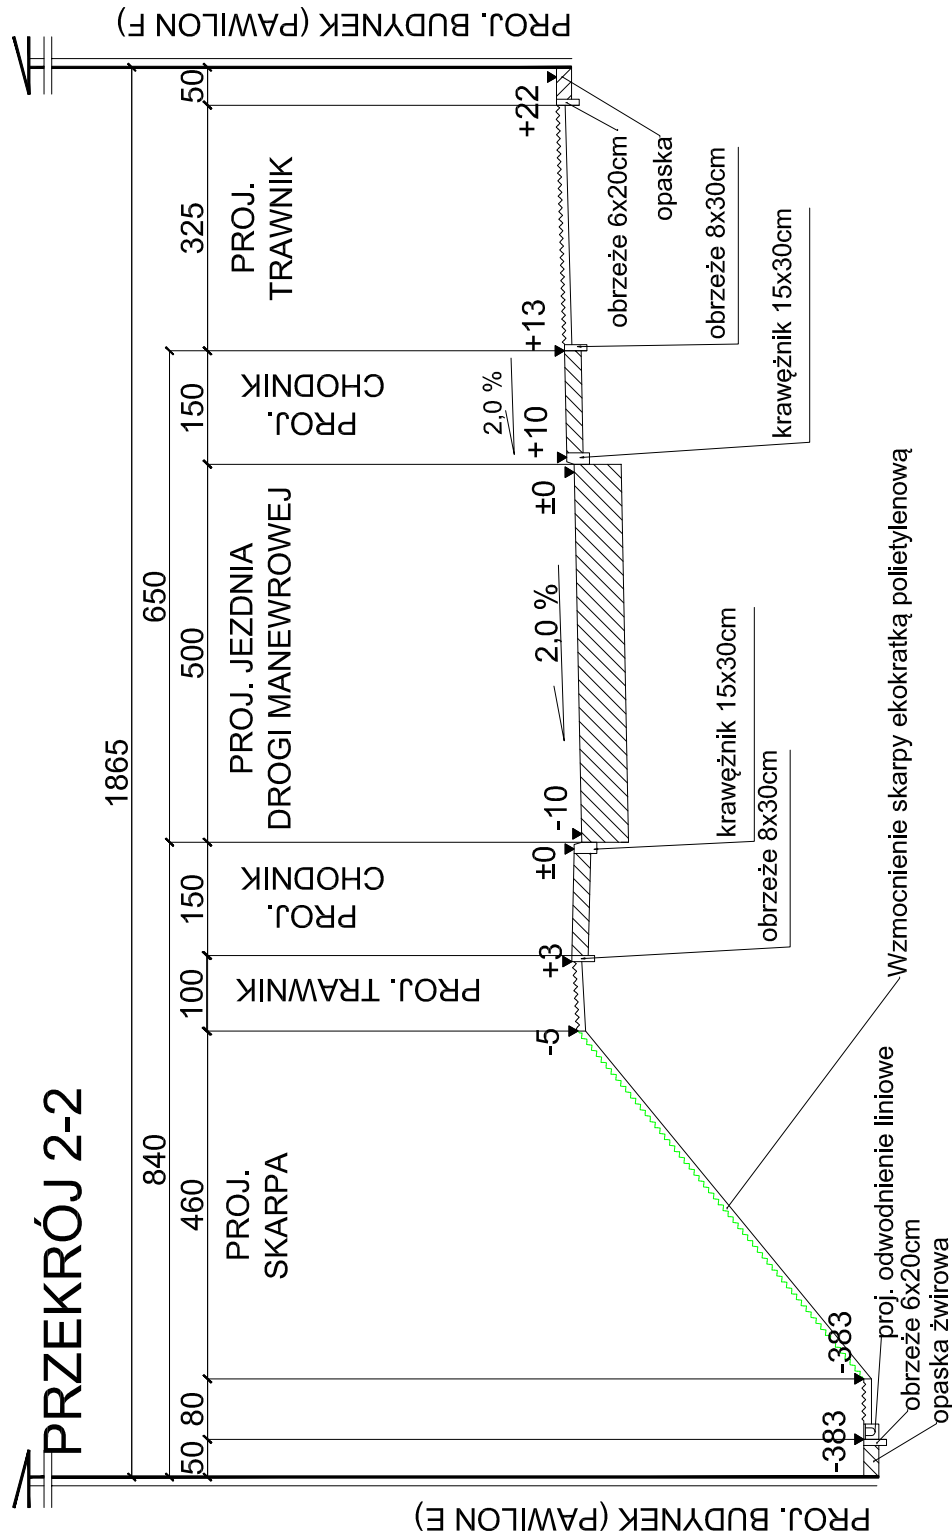 PRZEKRÓJ 2-2
1865
840
650
50
80
460
100
150
500
150
325
50
PROJ.
SKARPA
PROJ. TRAWNIK
PROJ.
CHODNIK
PROJ. JEZDNIA
DROGI MANEWROWEJ
PROJ.
CHODNIK
PROJ.
TRAWNIK
PROJ. BUDYNEK (PAWILON E)
PROJ. BUDYNEK (PAWILON F)
2,0 %
2,0 %
-383
-383
-5
+3
±0
-10
±0
+10
+13
+22
proj. odwodnienie liniowe
obrzeże 6x20cm
opaska żwirowa
Wzmocnienie skarpy ekokratką polietylenową
krawężnik 15x30cm
obrzeże 8x30cm
krawężnik 15x30cm
obrzeże 8x30cm
obrzeże 6x20cm
opaska